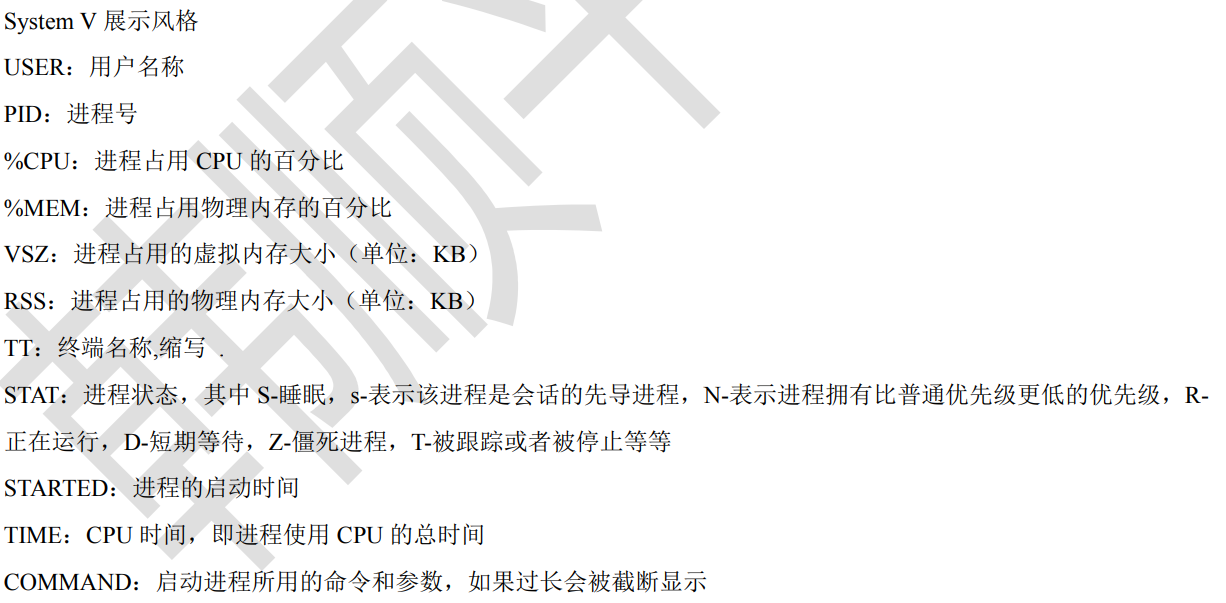 System V 展示风格
USER：用户名称
PID：进程号
%CPU：进程占用 CPU 的百分比
%MEM：进程占用物理内存的百分比
VSZ：进程占用的虚拟内存大小（单位：KB）
RSS：进程占用的物理内存大小（单位：KB）
TT：终端名称,缩写 .
STAT：进程状态，其中 S-睡眠，s-表示该进程是会话的先导进程，N-表示进程拥有比普通优先级更低的优先级，R-
正在运行，D-短期等待，Z-僵死进程，T-被跟踪或者被停止等等
STARTED：进程的启动时间
TIME：CPU 时间，即进程使用 CPU 的总时间
COMMAND：启动进程所用的命令和参数，如果过长会被截断显示
韩顺平